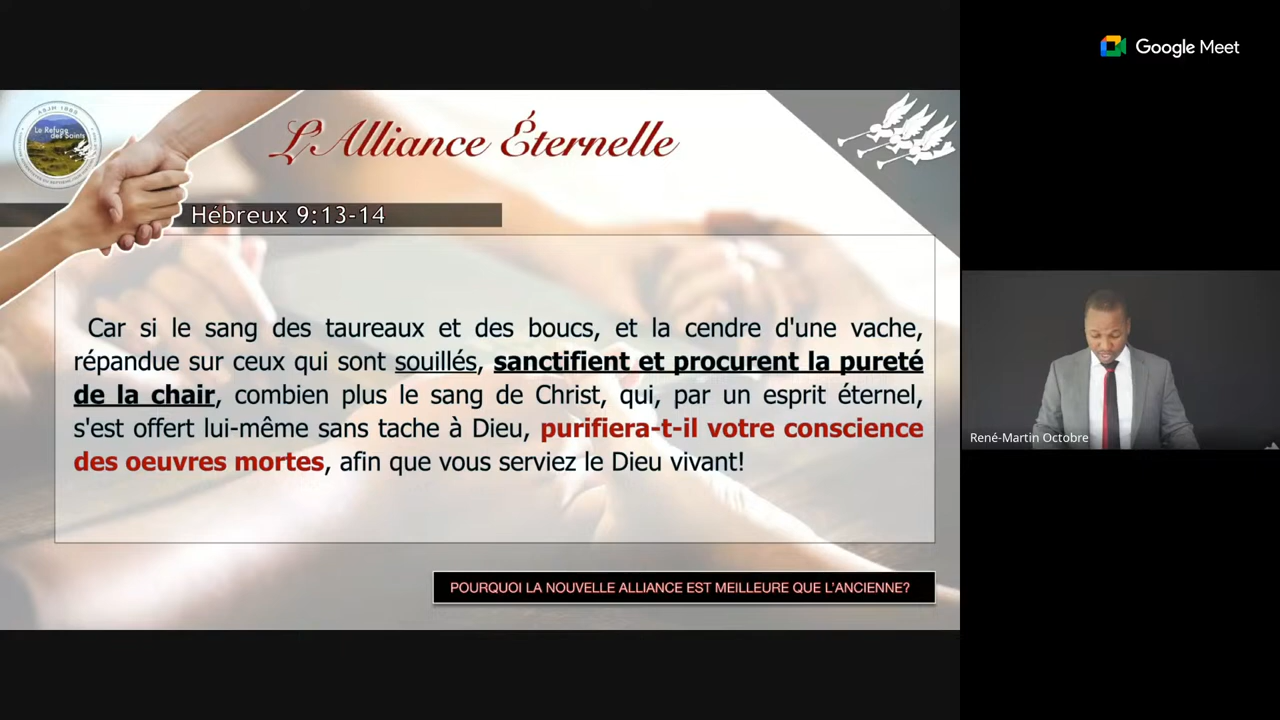 Google Meet
ASJM 1888
Le Refuge
des Saints
L'Alliance Éternelle
Hébreux 9:13-14
Car si le sang des taureaux et des boucs, et la cendre d'une vache,
répandue sur ceux qui sont souillés, sanctifient et procurent la pureté
de la chair, combien plus le sang de Christ, qui, par un esprit éternel,
s'est offert lui-même sans tache à Dieu, purifiera-t-il votre conscience
des oeuvres mortes, afin que vous serviez le Dieu vivant!
René-Martin Octobre
POURQUOI LA NOUVELLE ALLIANCE EST MEILLEURE QUE L'ANCIENNE?